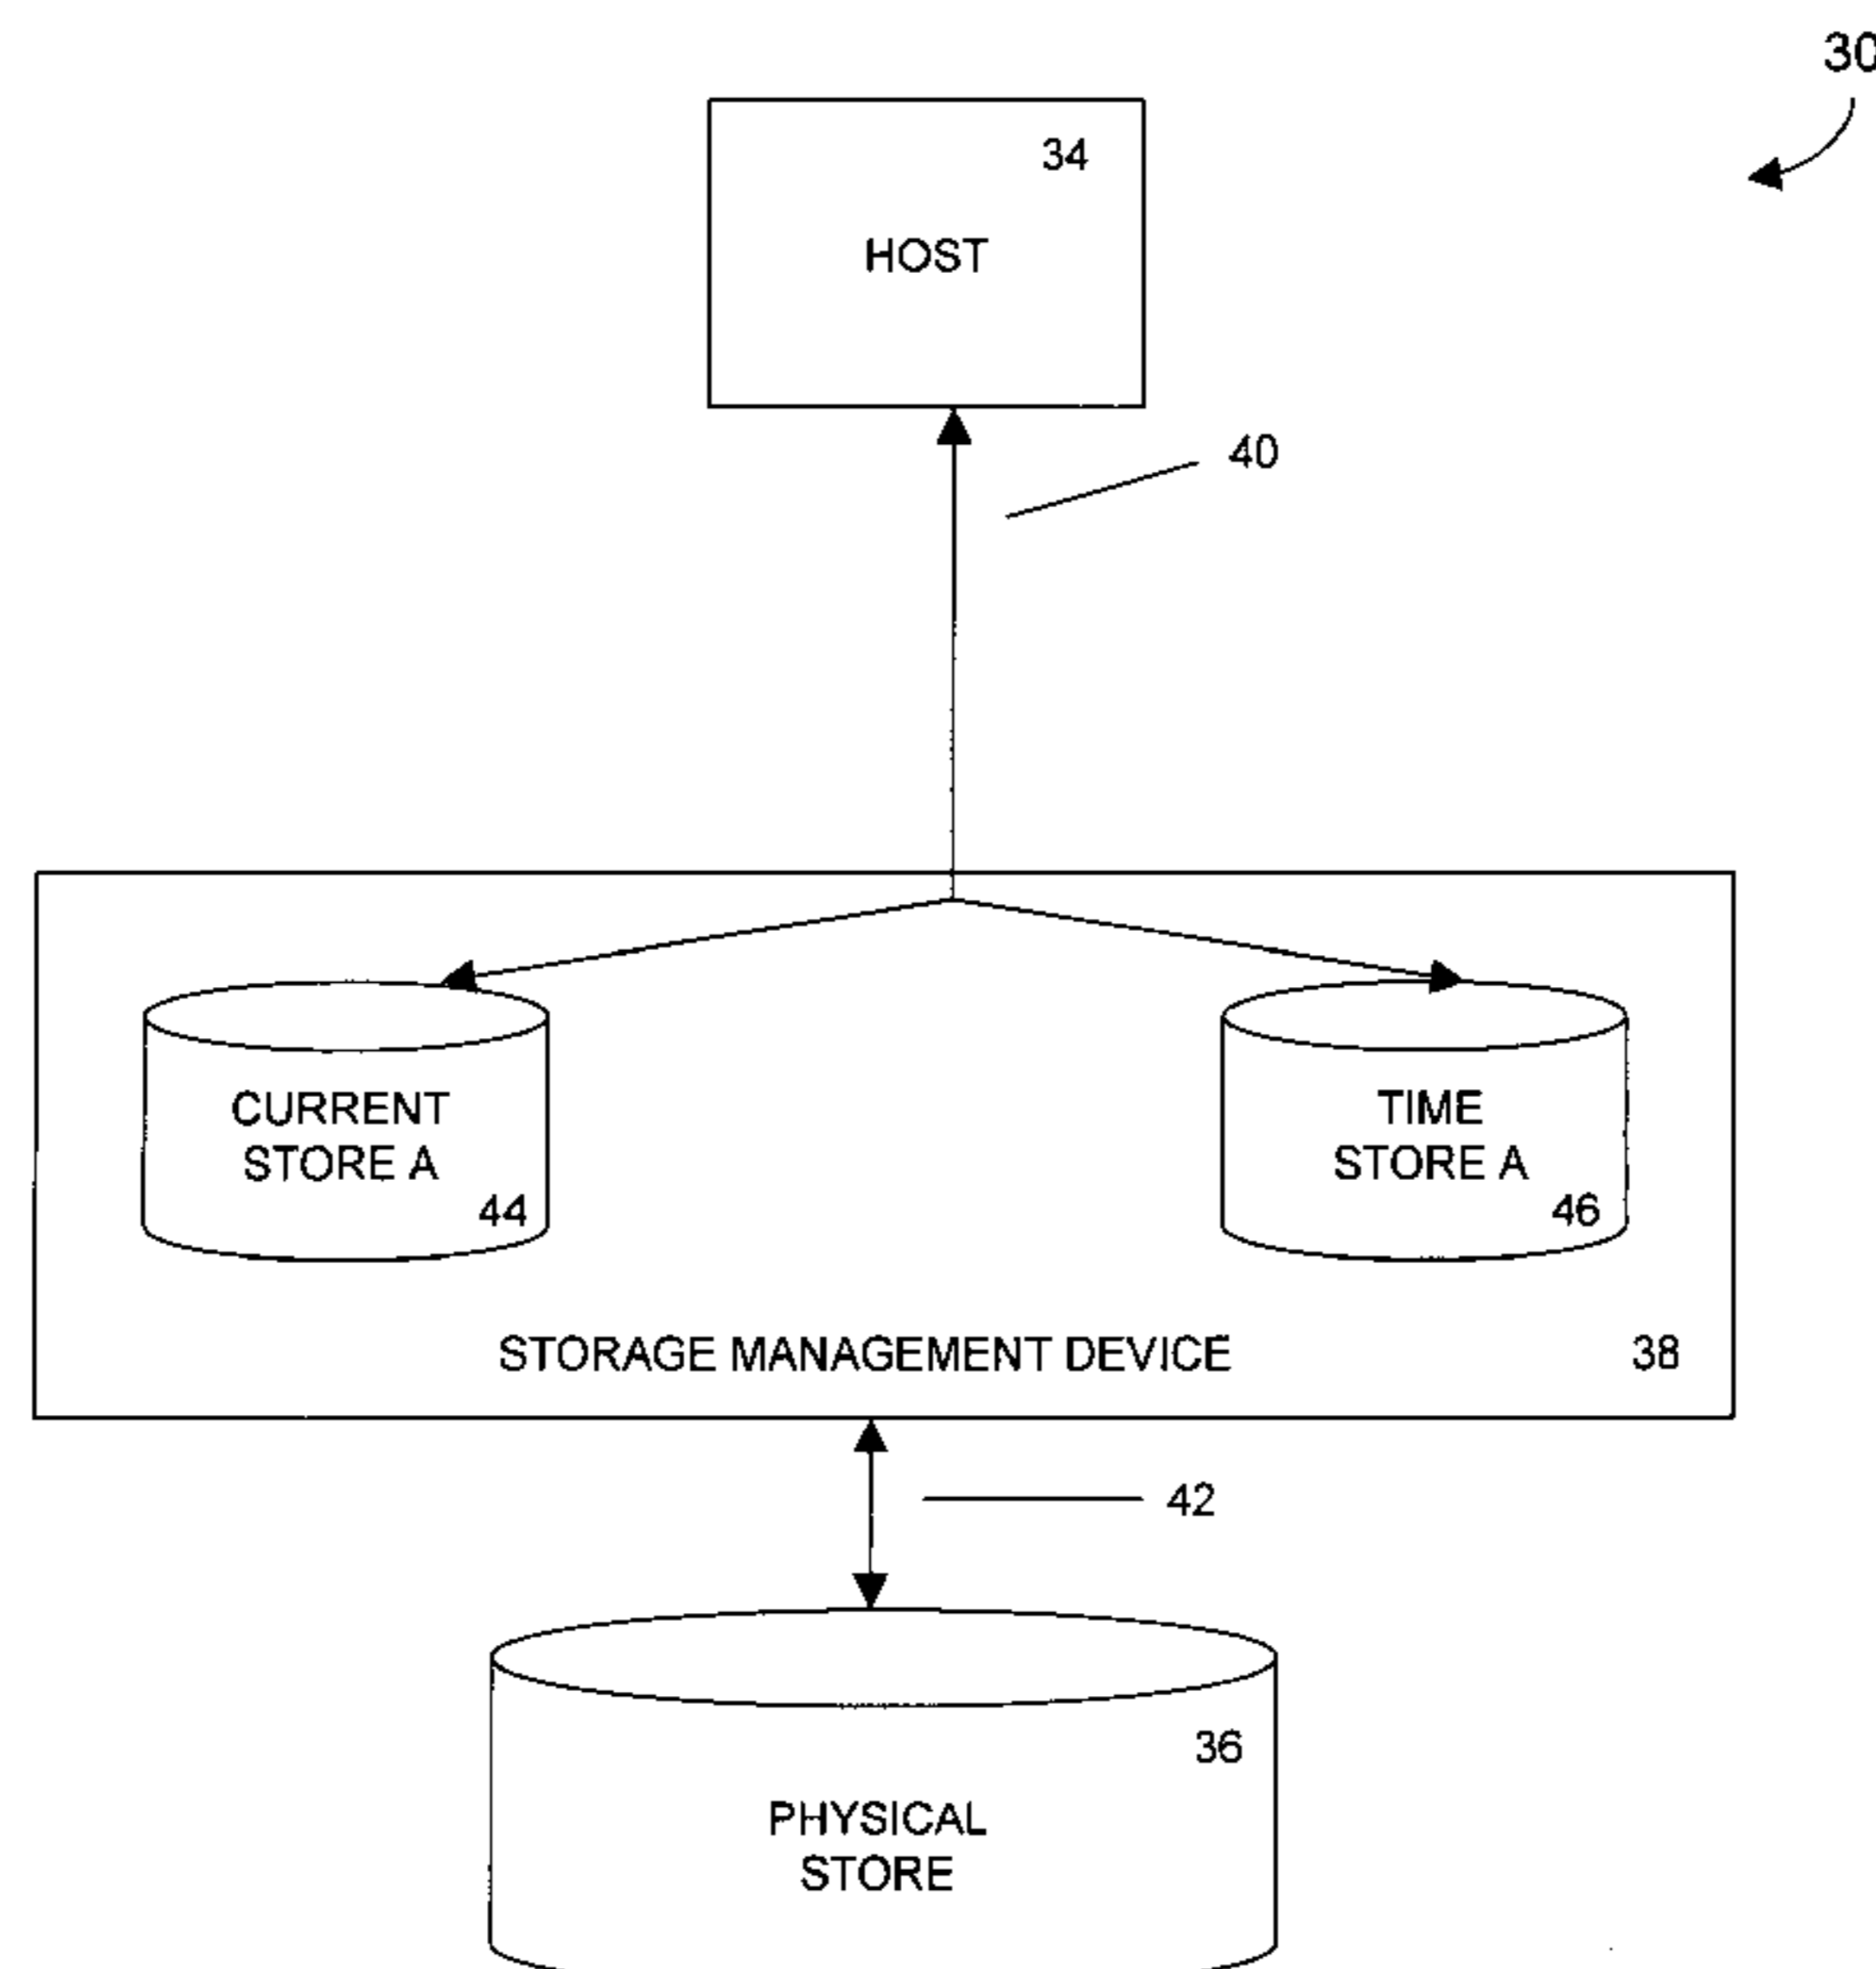 30
34
HOST
40
CURRENT
STORE A
44
TIME
STORE A
46
STORAGE MANAGEMENT DEVICE 38
42
36
PHYSICAL
STORE